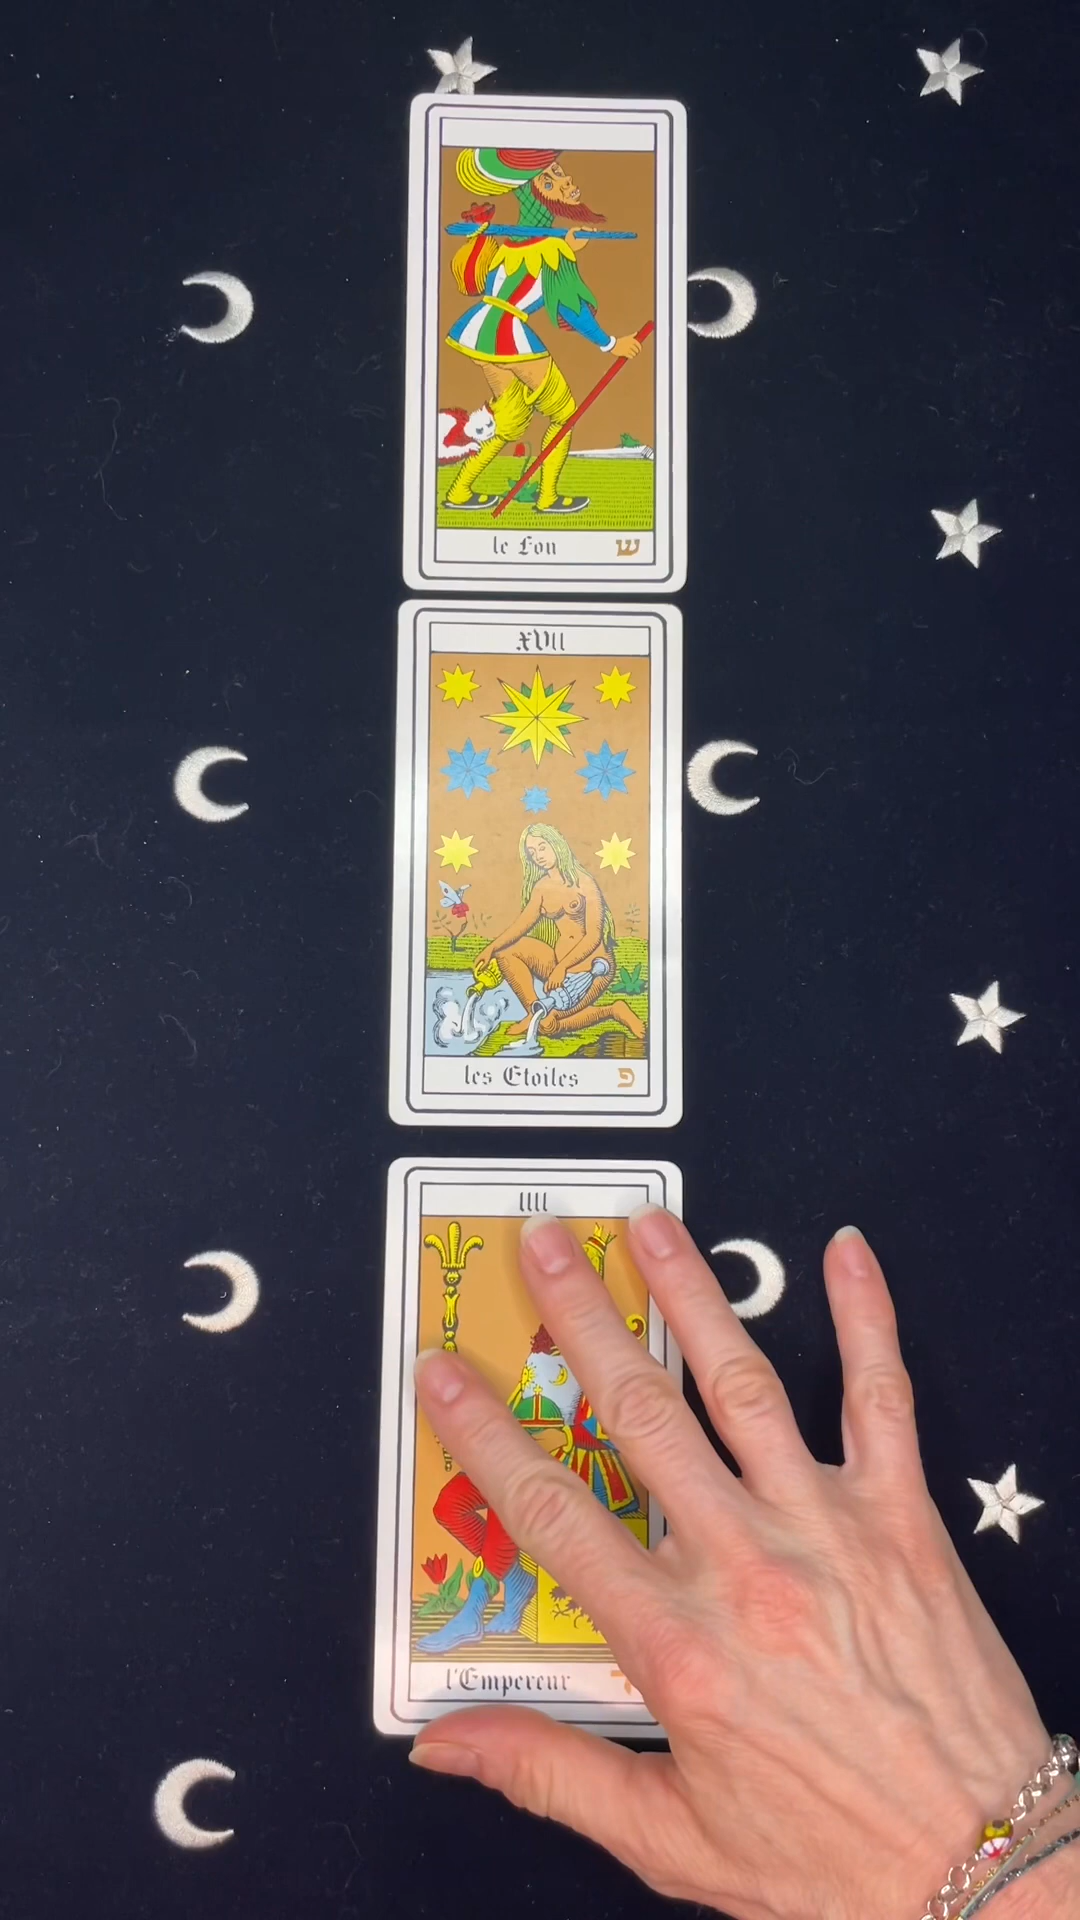 le Fou ש
XVII
les Etoiles פ
IIII
l'Empereur